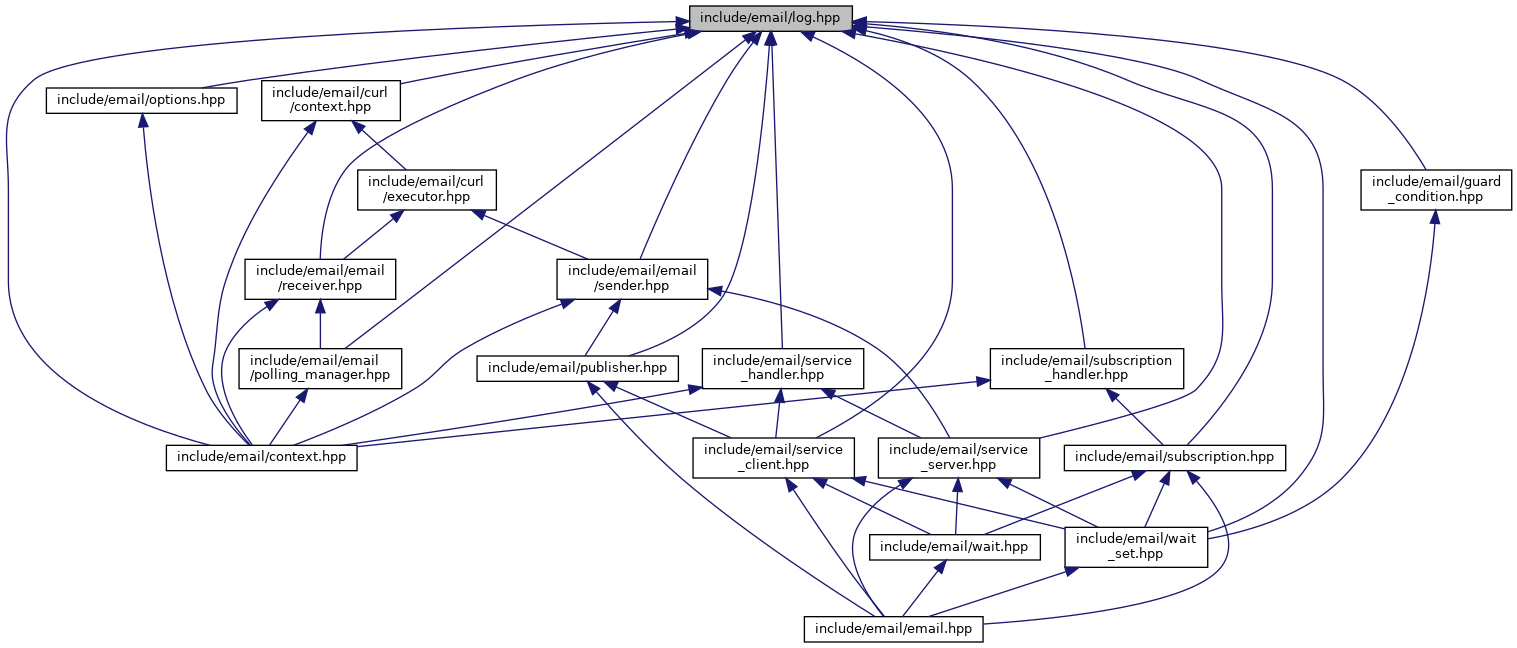 include/email/log.hpp
include/email/options.hpp
include/email/curl
/context.hpp
include/email/curl
/executor.hpp
include/email/guard
_condition.hpp
include/email/email
/receiver.hpp
include/email/email
/sender.hpp
include/email/email
/polling_manager.hpp
include/email/publisher.hpp
include/email/service
_handler.hpp
include/email/subscription
_handler.hpp
include/email/context.hpp
include/email/service
_client.hpp
include/email/service
_server.hpp
include/email/subscription.hpp
include/email/wait.hpp
include/email/wait
_set.hpp
include/email/email.hpp